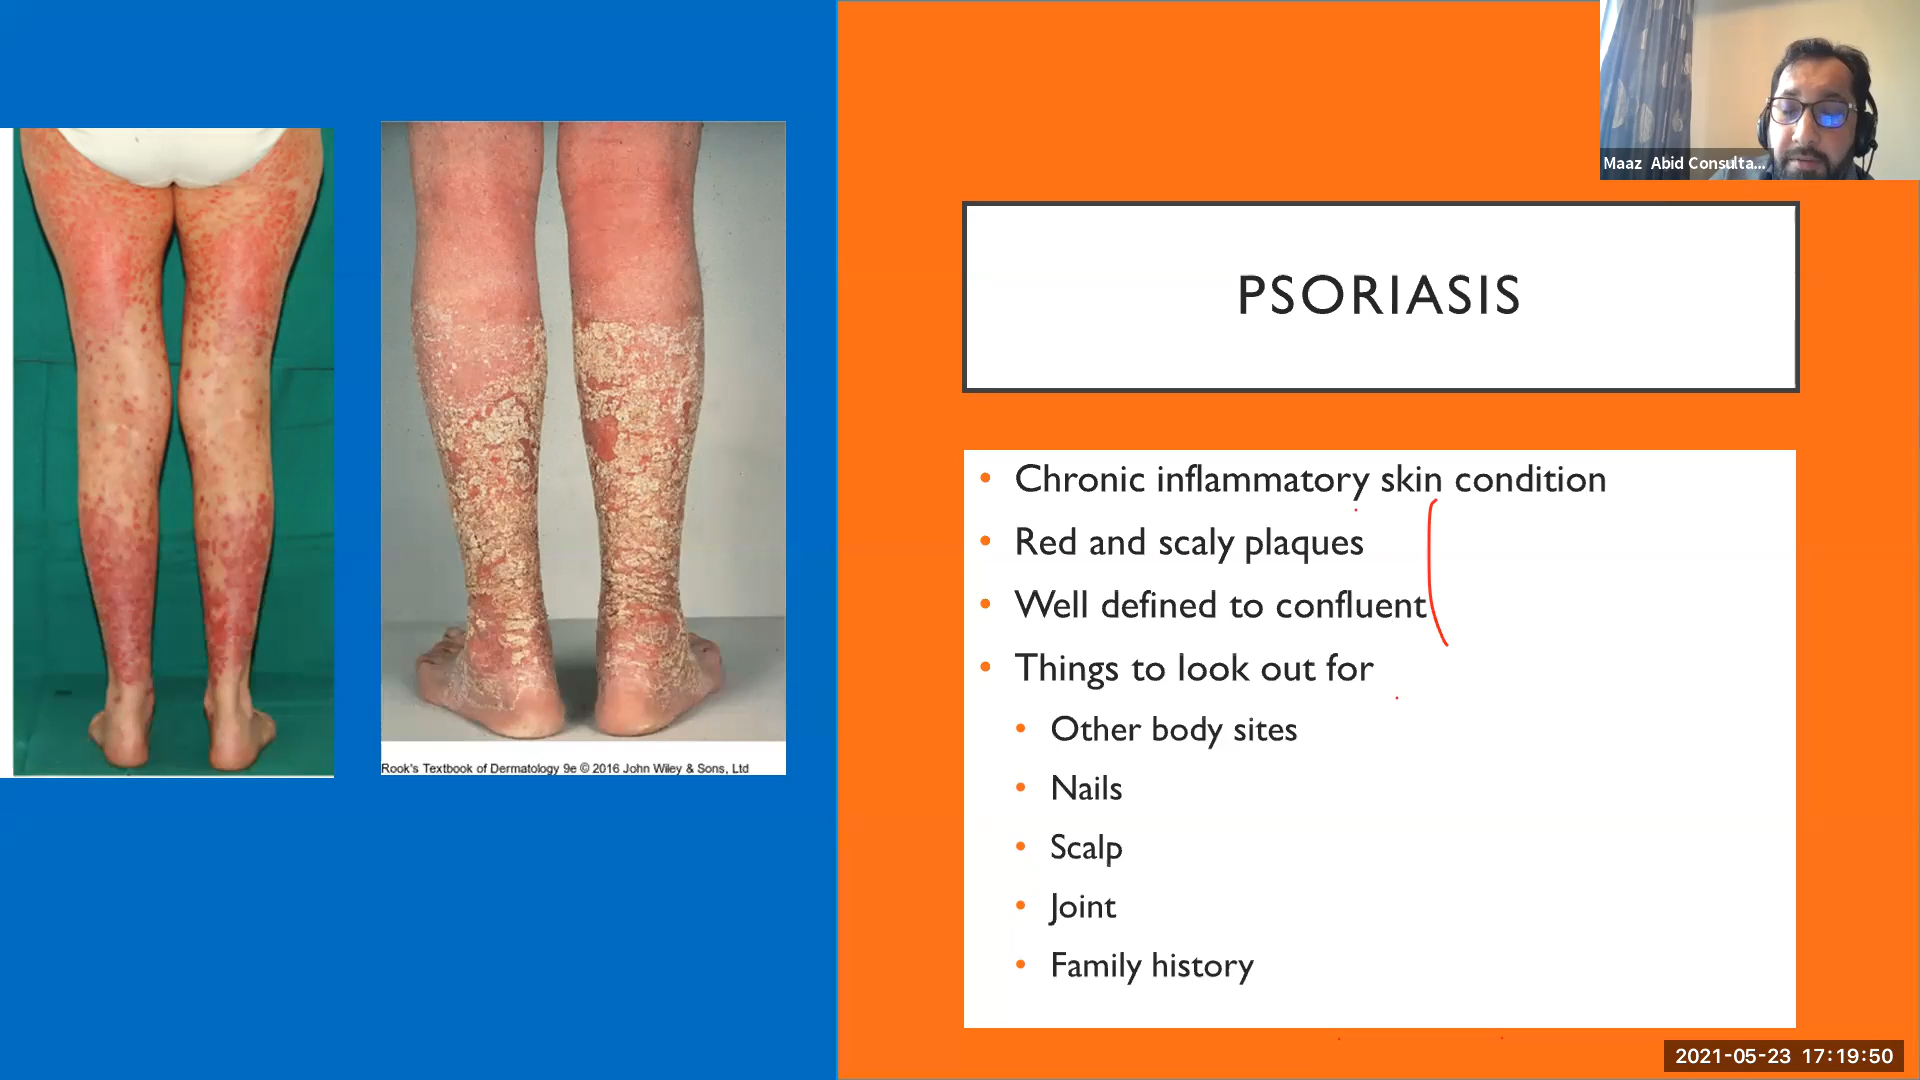 Maaz Abid Consulta...
PSORIASIS
• Chronic inflammatory skin condition
• Red and scaly plaques
• Well defined to confluent
• Things to look out for
• Other body sites
• Nails
• Scalp
• Joint
• Family history
Rook's Textbook of Dermatology 9e © 2016 John Wiley & Sons, Ltd
2021-05-23 17:19:50